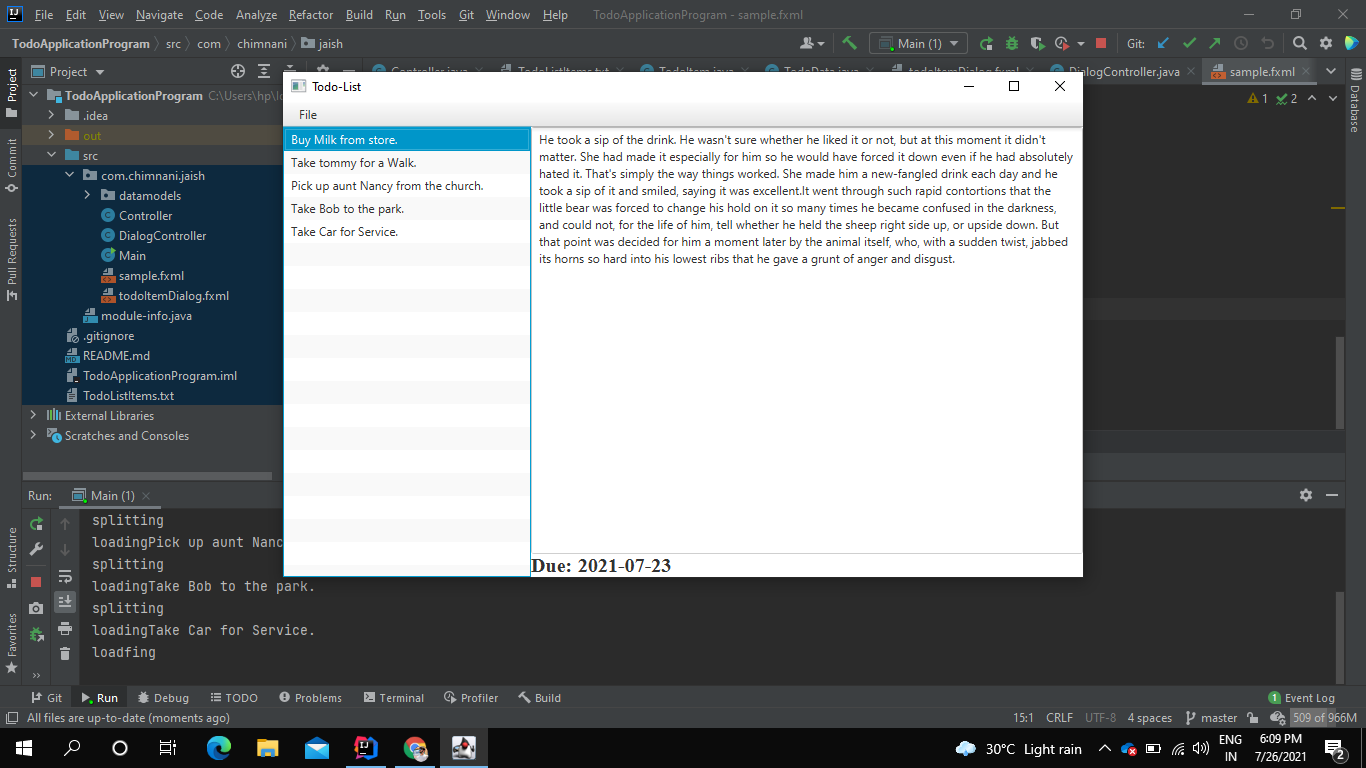 File Edit View Navigate Code Analyze Refactor Build Run Tools Git Window Help TodoApplicationProgram - sample.fxml
TodoApplicationProgram src com chimnani jaish Main (1) Git:
Project Project DialogController.java sample.fxml
TodoApplicationProgram
.idea
out
src
com.chimnani.jaish
datamodels
Controller
DialogController
Main
sample.fxml
todoItemDialog.fxml
module-info.java
.gitignore
README.md
TodoApplicationProgram.iml
TodoListItems.txt
External Libraries
Scratches and Consoles
Commit
Pull Requests
Structure
Favorites
Database
1 2
Todo-List
File
Buy Milk from store.
Take tommy for a Walk.
Pick up aunt Nancy from the church.
Take Bob to the park.
Take Car for Service.
He took a sip of the drink. He wasn't sure whether he liked it or not, but at this moment it didn't
matter. She had made it especially for him so he would have forced it down even if he had absolutely
hated it. That's simply the way things worked. She made him a new-fangled drink each day and he
took a sip of it and smiled, saying it was excellent.It went through such rapid contortions that the
little bear was forced to change his hold on it so many times he became confused in the darkness,
and could not, for the life of him, tell whether he held the sheep right side up, or upside down. But
that point was decided for him a moment later by the animal itself, who, with a sudden twist, jabbed
its horns so hard into his lowest ribs that he gave a grunt of anger and disgust.
Due: 2021-07-23
Run: Main (1)
splitting
loadingPick up aunt
splitting
loadingTake Bob to the park.
splitting
loadingTake Car for Service.
loadfing
Git Run Debug TODO Problems Terminal Profiler Build 1 Event Log
All files are up-to-date (moments ago) 15:1 CRLF UTF-8 4 spaces master 509 of 966M
30°C Light rain ENG 6:09 PM
IN 7/26/2021 2